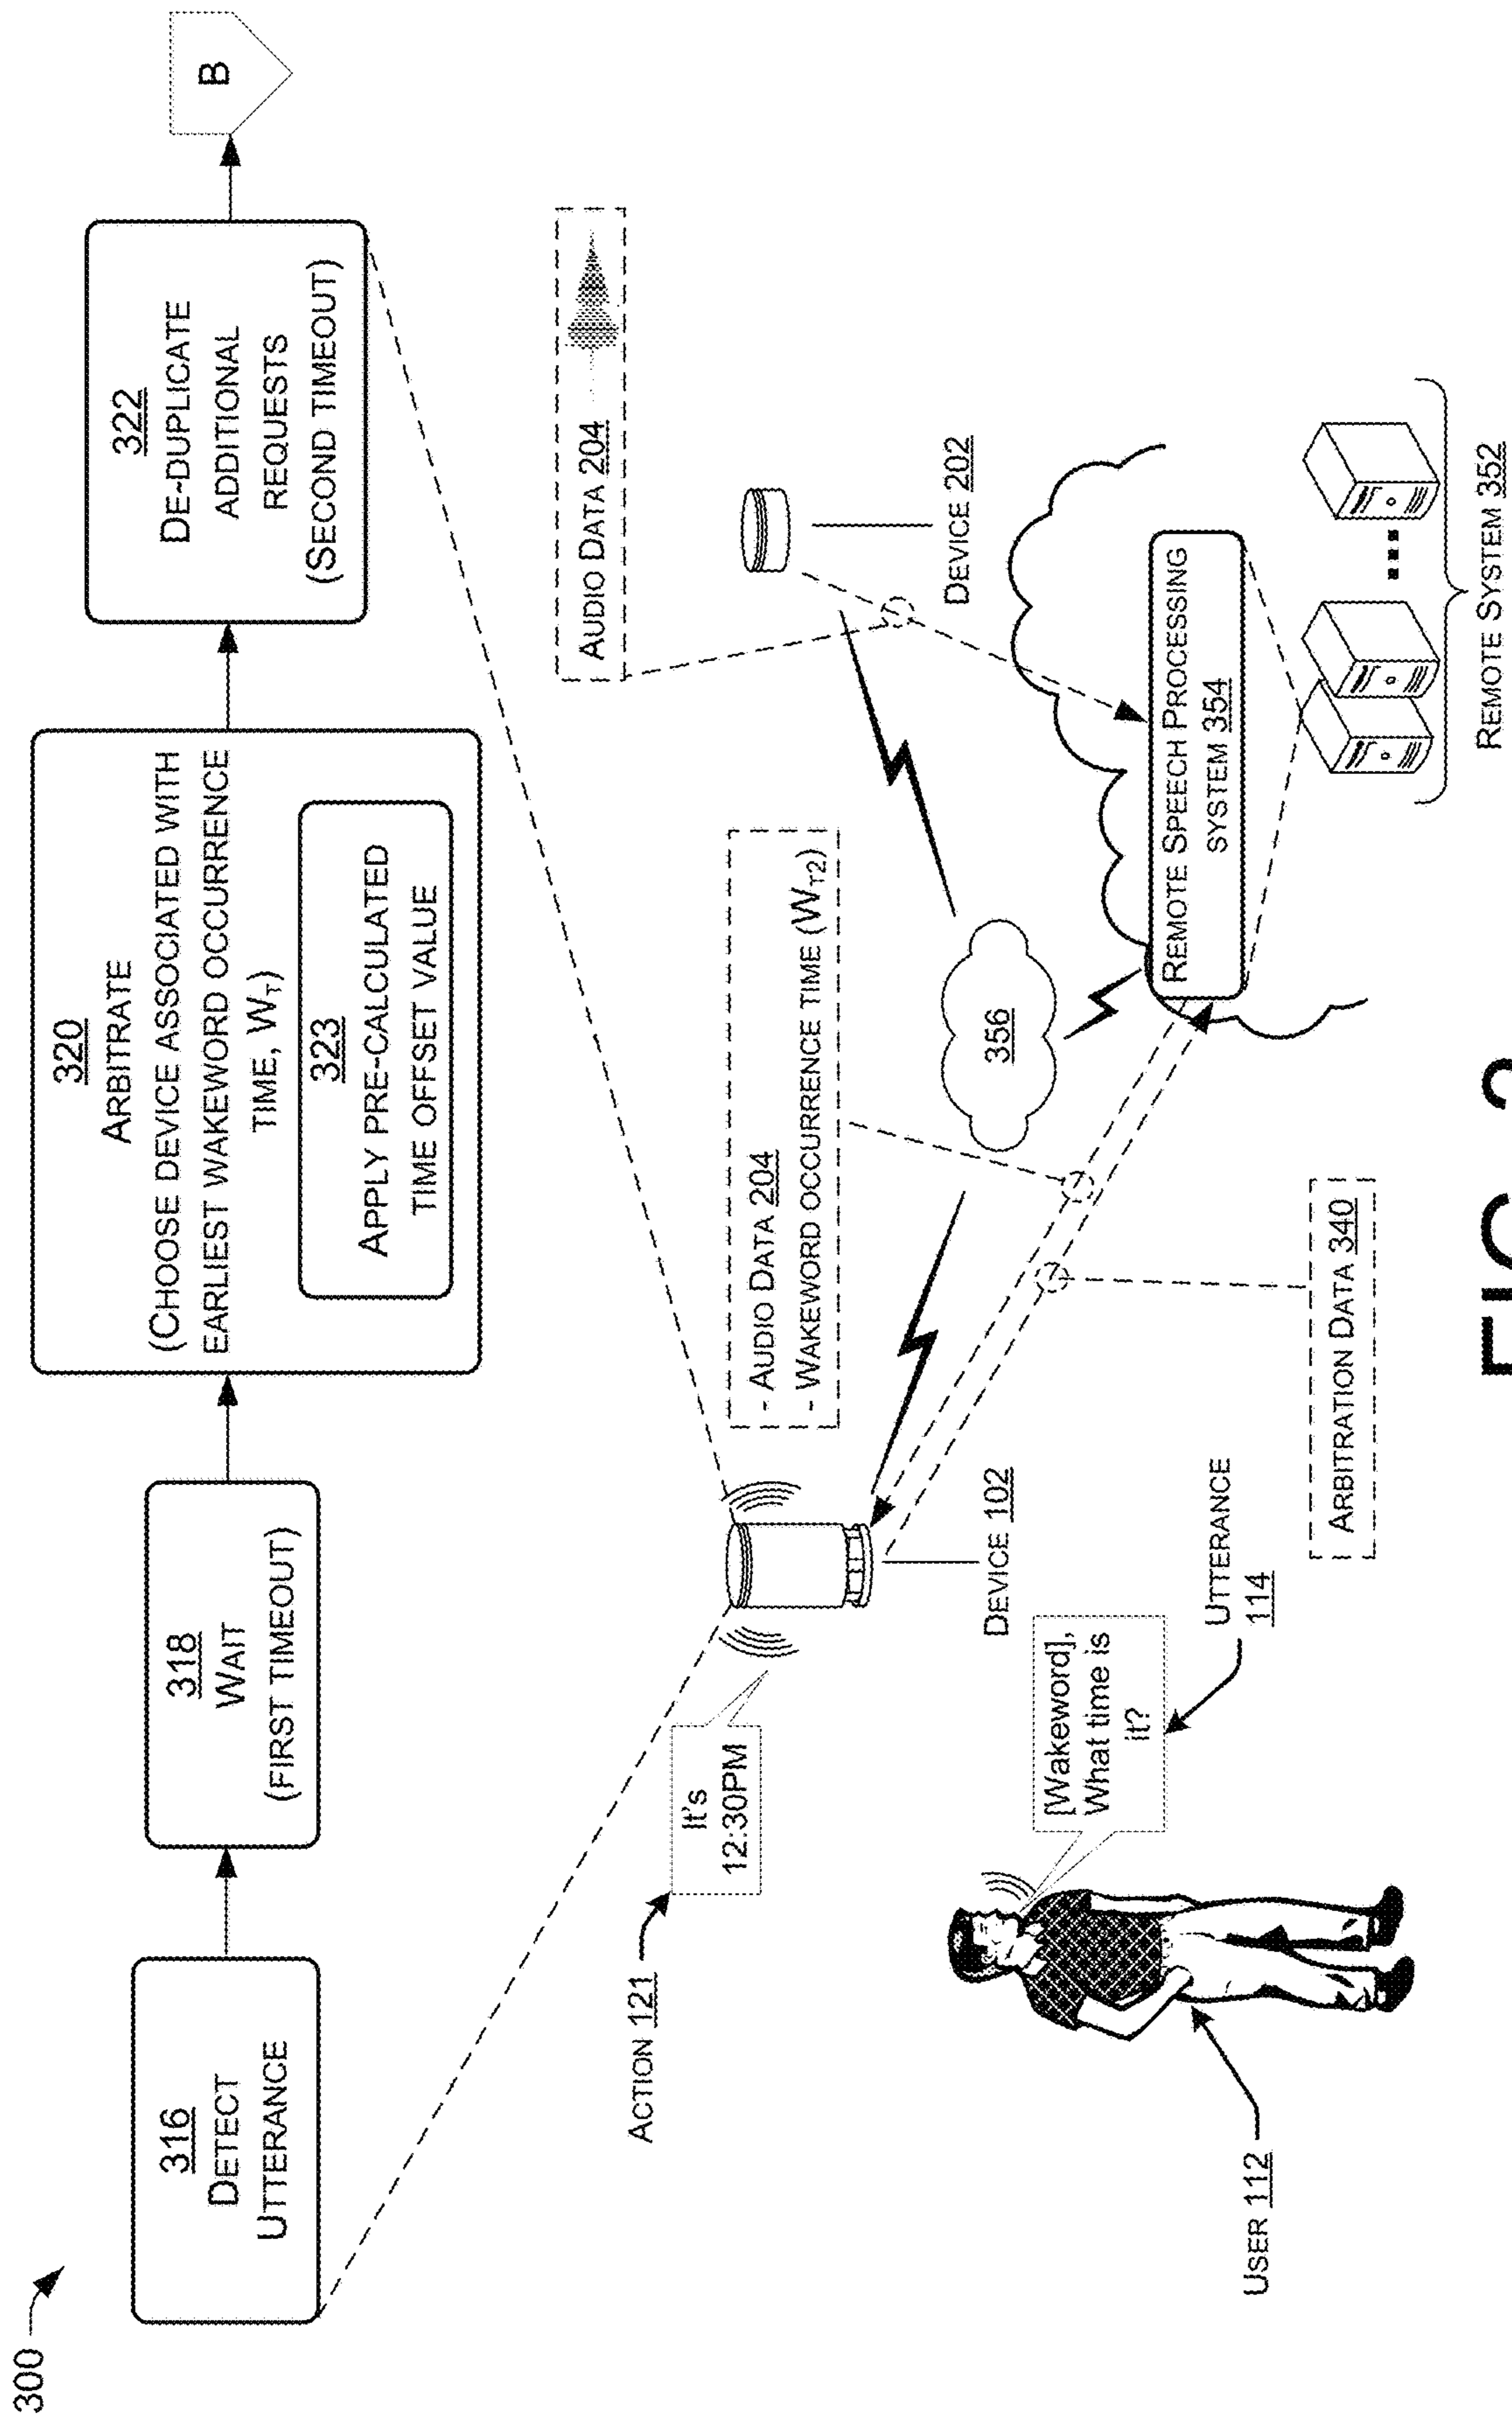 300
316
DETECT
UTTERANCE
318
WAIT
(FIRST TIMEOUT)
320
ARBITRATE
(CHOOSE DEVICE ASSOCIATED WITH
EARLIEST WAKEWORD OCCURRENCE
TIME, WT)
323
APPLY PRE-CALCULATED
TIME OFFSET VALUE
322
DE-DUPLICATE
ADDITIONAL
REQUESTS
(SECOND TIMEOUT)
B
ACTION 121
It's
12:30PM
- AUDIO DATA 204
- WAKEWORD OCCURRENCE TIME (WT2)
AUDIO DATA 204
DEVICE 202
DEVICE 102
356
[Wakeword],
What time is
it?
UTTERANCE
114
USER 112
ARBITRATION DATA 340
REMOTE SPEECH PROCESSING
SYSTEM 354
REMOTE SYSTEM 352